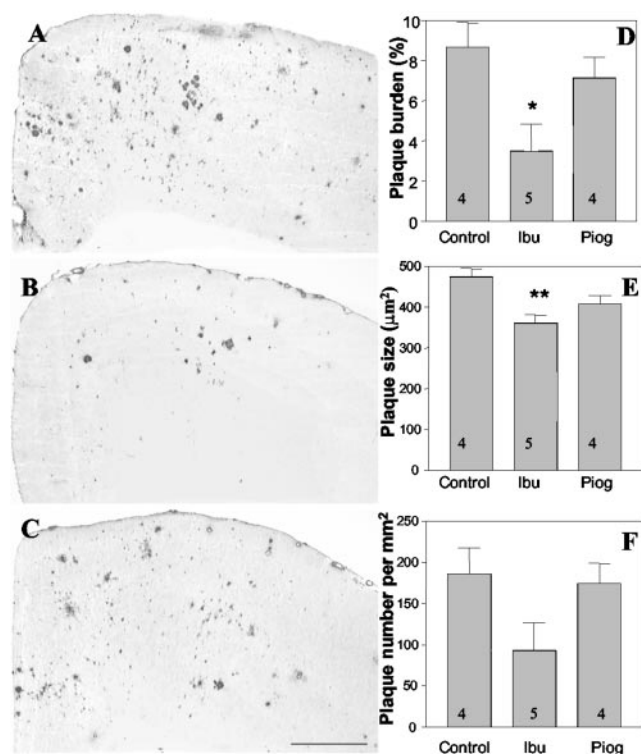 A
B
C
D
Plaque burden (%)
10
8
6
4
2
0
*
4
5
4
Control Ibu Piog
E
Plaque size (μm²)
500
400
300
200
100
0
**
4
5
4
Control Ibu Piog
F
Plaque number per mm²
250
200
150
100
50
0
4
5
4
Control Ibu Piog